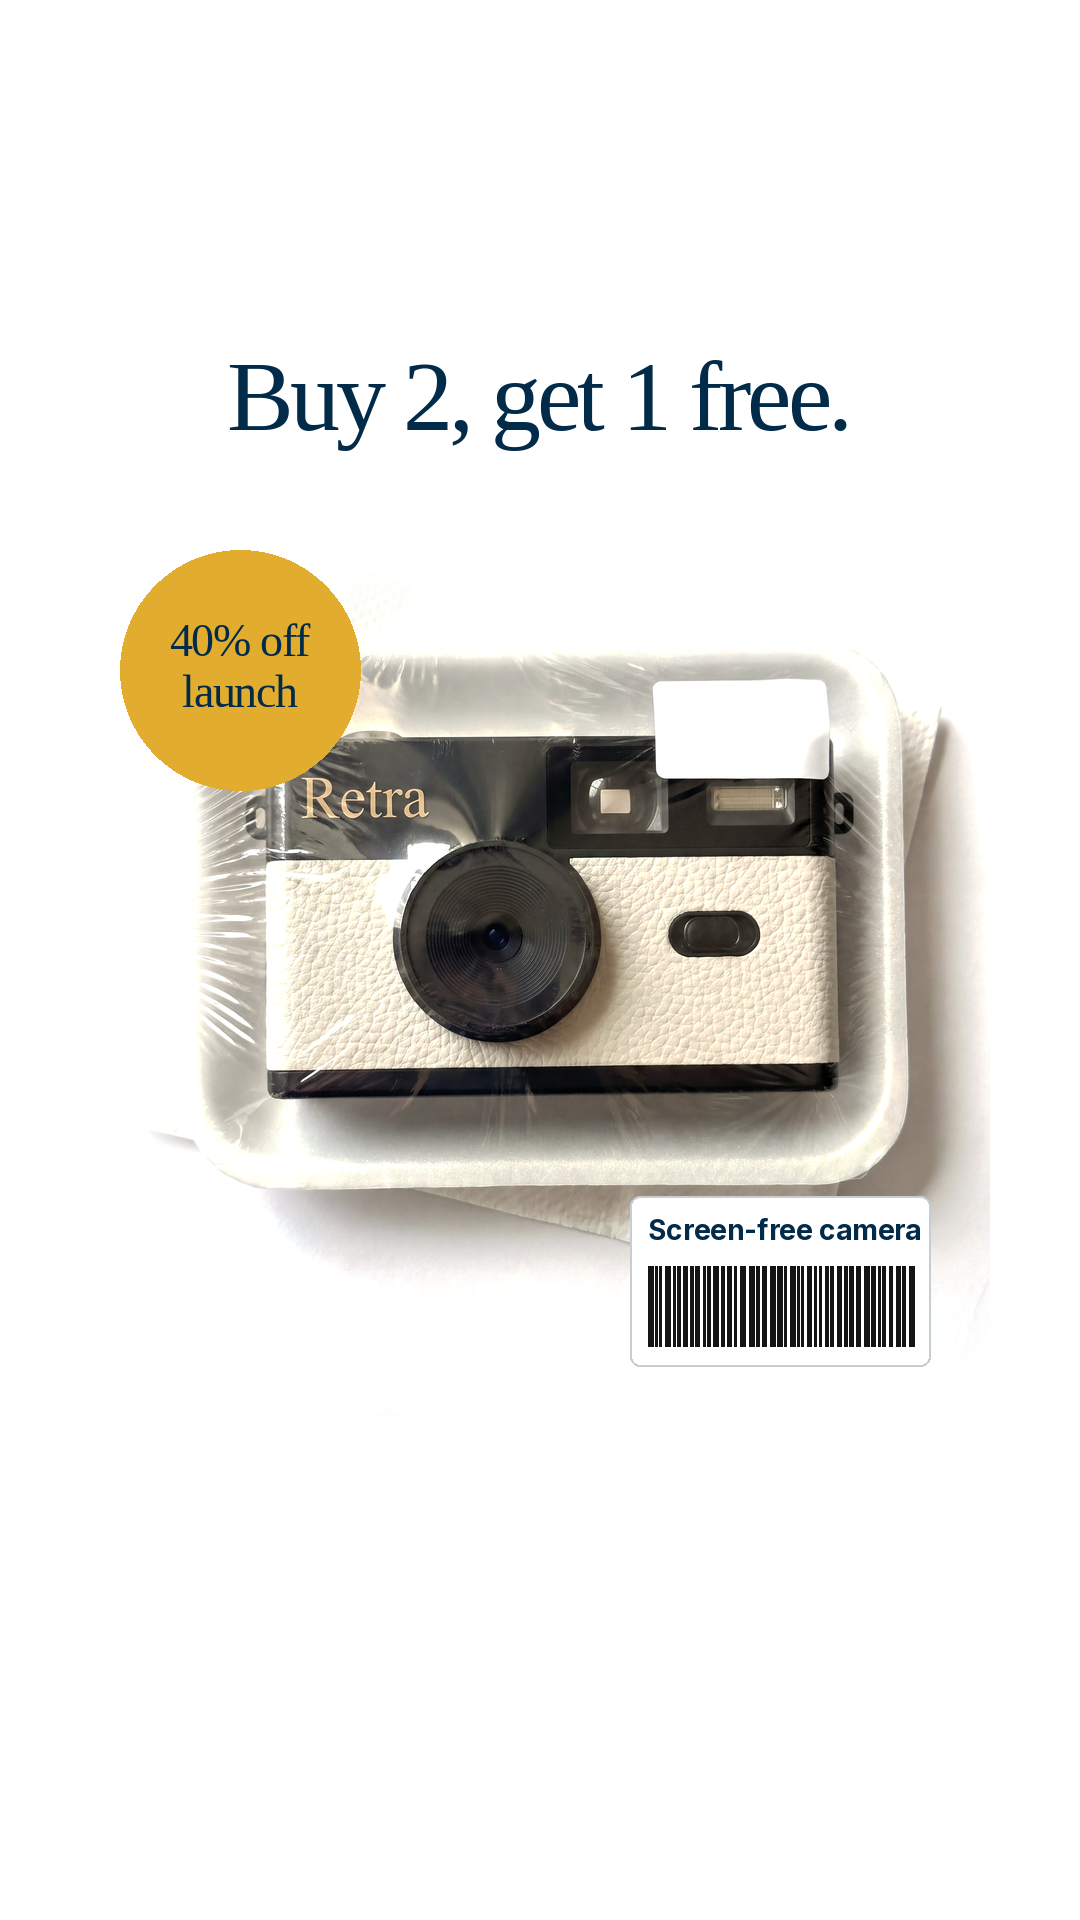 Buy 2, get 1 free.
40% off
launch
Retra
Screen-free camera